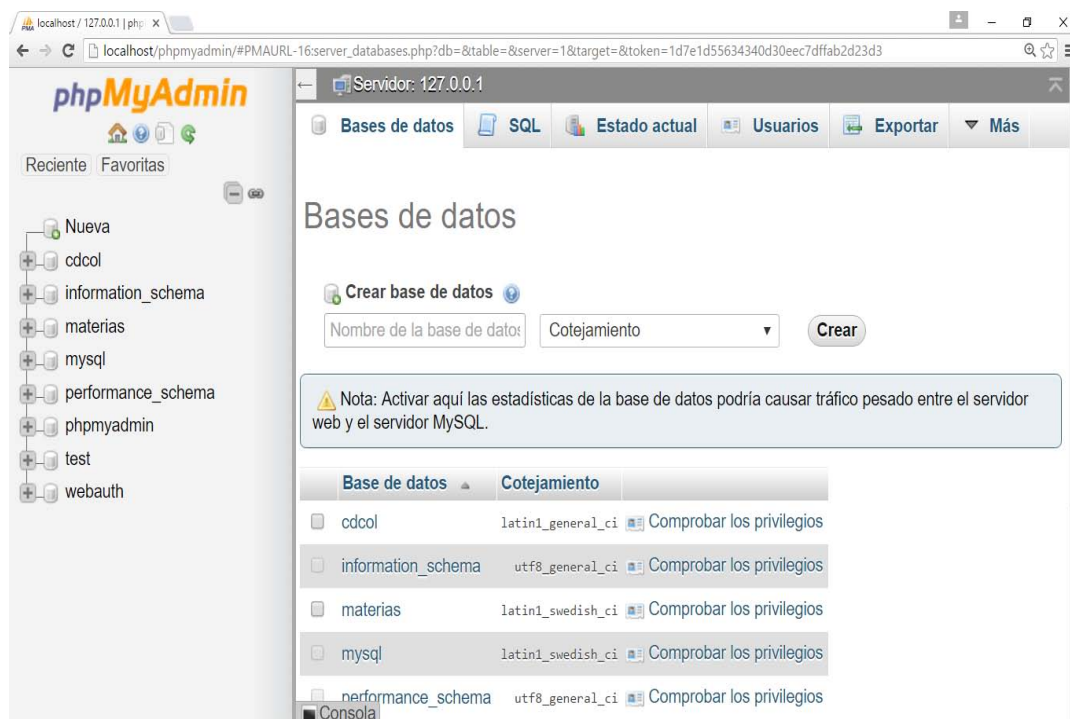 localhost / 127.0.0.1 | php
localhost/phpmyadmin/#PMAURL-16:server_databases.php?db=&table=&server=1&target=&token=1d7e1d55634340d30eec7dffab2d23d3
phpMyAdmin
Reciente Favoritas
Nueva
cdcol
information_schema
materias
mysql
performance_schema
phpmyadmin
test
webauth
Servidor: 127.0.0.1
Bases de datos SQL Estado actual Usuarios Exportar Más
Bases de datos
Crear base de datos
Nombre de la base de datos Cotejamiento Crear
Nota: Activar aquí las estadísticas de la base de datos podría causar tráfico pesado entre el servidor
web y el servidor MySQL.
Base de datos Cotejamiento
cdcol latin1_general_ci Comprobar los privilegios
information_schema utf8_general_ci Comprobar los privilegios
materias latin1_swedish_ci Comprobar los privilegios
mysql latin1_swedish_ci Comprobar los privilegios
performance_schema utf8_general_ci Comprobar los privilegios
Consola